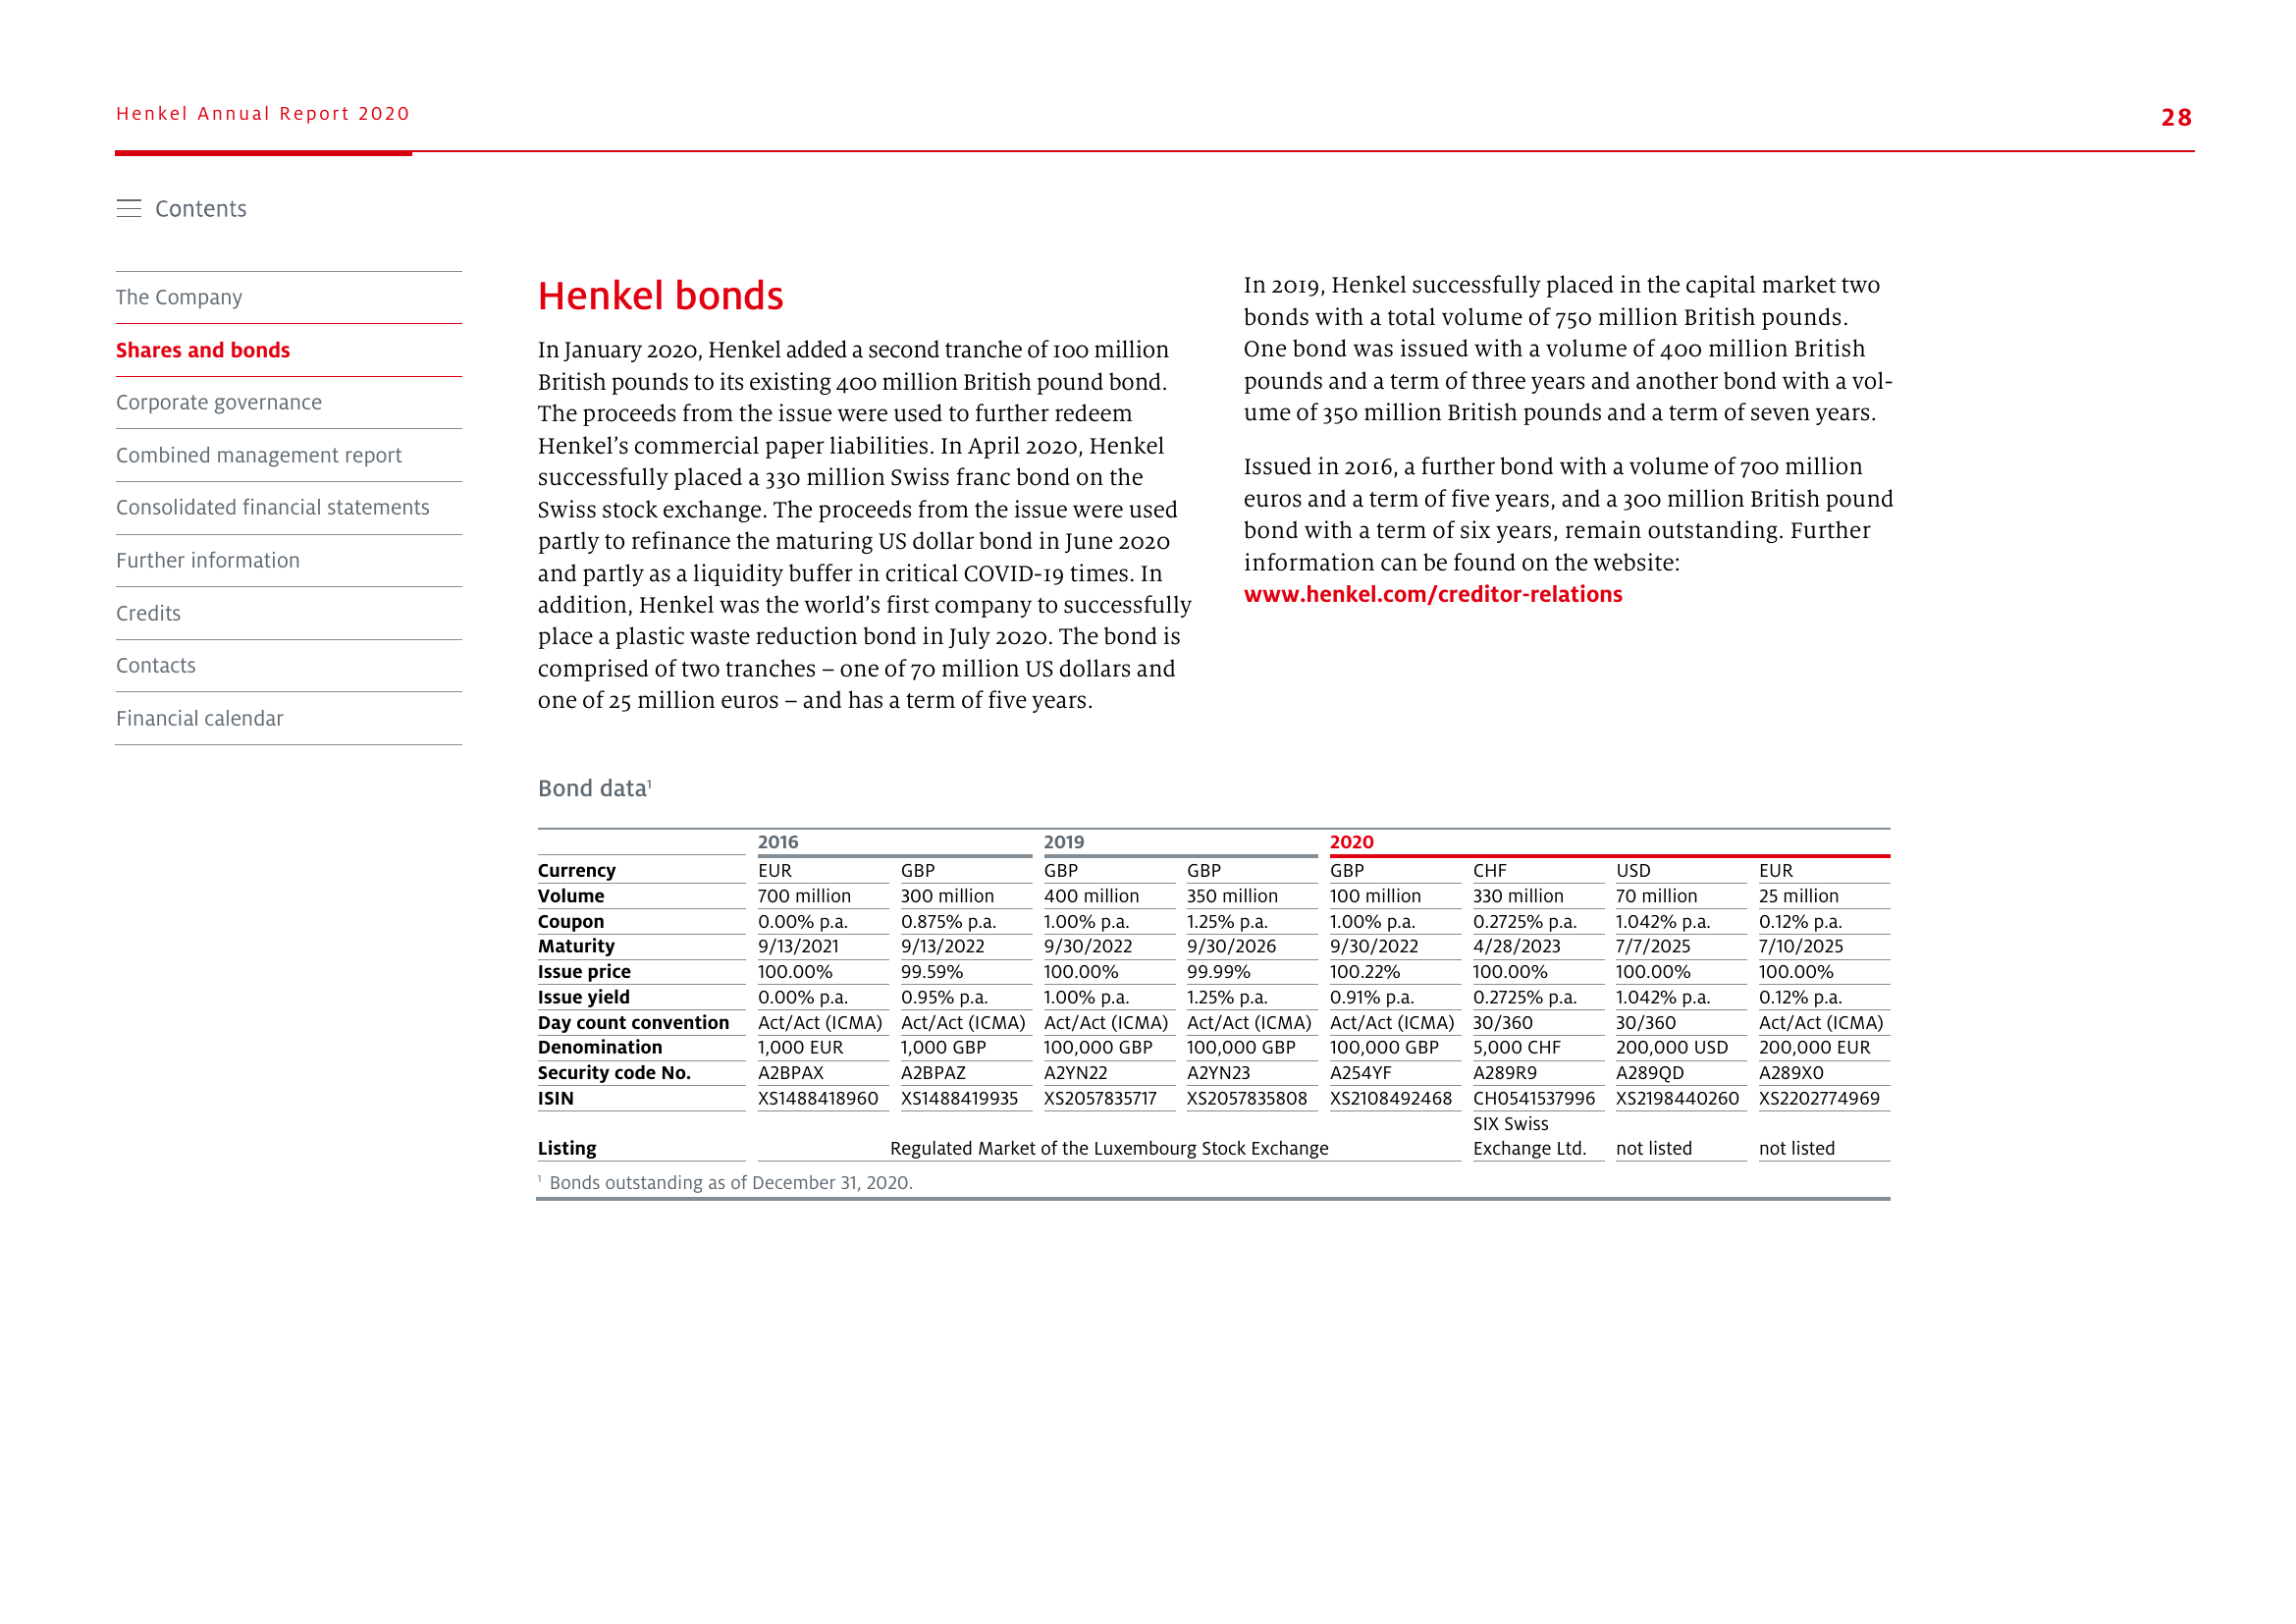 Henkel Annual Report 2020
28
Contents
The Company
Shares and bonds
Corporate governance
Combined management report
Consolidated financial statements
Further information
Credits
Contacts
Financial calendar
Henkel bonds
In January 2020, Henkel added a second tranche of 100 million
British pounds to its existing 400 million British pound bond.
The proceeds from the issue were used to further redeem
Henkel’s commercial paper liabilities. In April 2020, Henkel
successfully placed a 330 million Swiss franc bond on the
Swiss stock exchange. The proceeds from the issue were used
partly to refinance the maturing US dollar bond in June 2020
and partly as a liquidity buffer in critical COVID-19 times. In
addition, Henkel was the world’s first company to successfully
place a plastic waste reduction bond in July 2020. The bond is
comprised of two tranches – one of 70 million US dollars and
one of 25 million euros – and has a term of five years.
In 2019, Henkel successfully placed in the capital market two
bonds with a total volume of 750 million British pounds.
One bond was issued with a volume of 400 million British
pounds and a term of three years and another bond with a vol-
ume of 350 million British pounds and a term of seven years.
Issued in 2016, a further bond with a volume of 700 million
euros and a term of five years, and a 300 million British pound
bond with a term of six years, remain outstanding. Further
information can be found on the website:
www.henkel.com/creditor-relations
Bond data¹
2016 2019 2020
Currency EUR GBP GBP GBP GBP CHF USD EUR
Volume 700 million 300 million 400 million 350 million 100 million 330 million 70 million 25 million
Coupon 0.00% p.a. 0.875% p.a. 1.00% p.a. 1.25% p.a. 1.00% p.a. 0.2725% p.a. 1.042% p.a. 0.12% p.a.
Maturity 9/13/2021 9/13/2022 9/30/2022 9/30/2026 9/30/2022 4/28/2023 7/7/2025 7/10/2025
Issue price 100.00% 99.59% 100.00% 99.99% 100.22% 100.00% 100.00% 100.00%
Issue yield 0.00% p.a. 0.95% p.a. 1.00% p.a. 1.25% p.a. 0.91% p.a. 0.2725% p.a. 1.042% p.a. 0.12% p.a.
Day count convention Act/Act (ICMA) Act/Act (ICMA) Act/Act (ICMA) Act/Act (ICMA) Act/Act (ICMA) 30/360 30/360 Act/Act (ICMA)
Denomination 1,000 EUR 1,000 GBP 100,000 GBP 100,000 GBP 100,000 GBP 5,000 CHF 200,000 USD 200,000 EUR
Security code No. A2BPAX A2BPAZ A2YN22 A2YN23 A254YF A289R9 A289QD A289X0
ISIN XS1488418960 XS1488419935 XS2057835717 XS2057835808 XS2108492468 CH0541537996 XS2198440260 XS2202774969
SIX Swiss
Listing Regulated Market of the Luxembourg Stock Exchange Exchange Ltd. not listed not listed
¹ Bonds outstanding as of December 31, 2020.